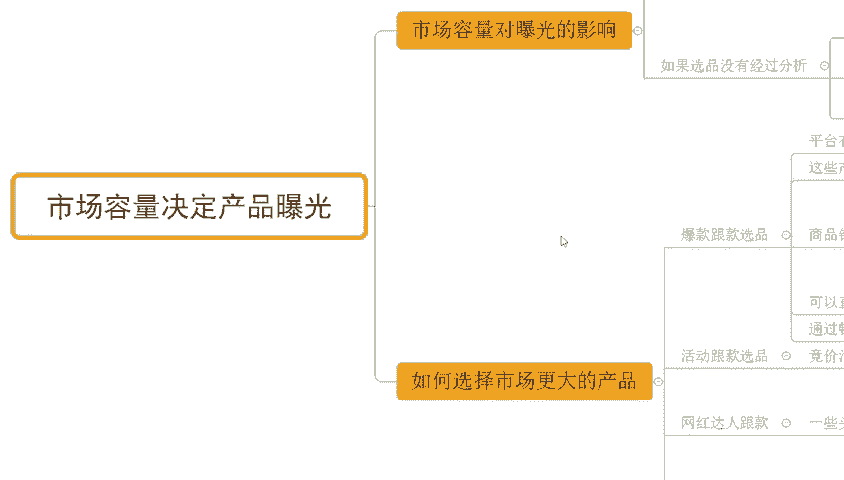 市场容量对曝光的影响
如果选品没有经过分析
平台
这些
市场容量决定产品曝光
爆款跟款选品
商品
可以
如何选择市场更大的产品
通过
活动跟款选品
竞价
网红达人跟款
一些